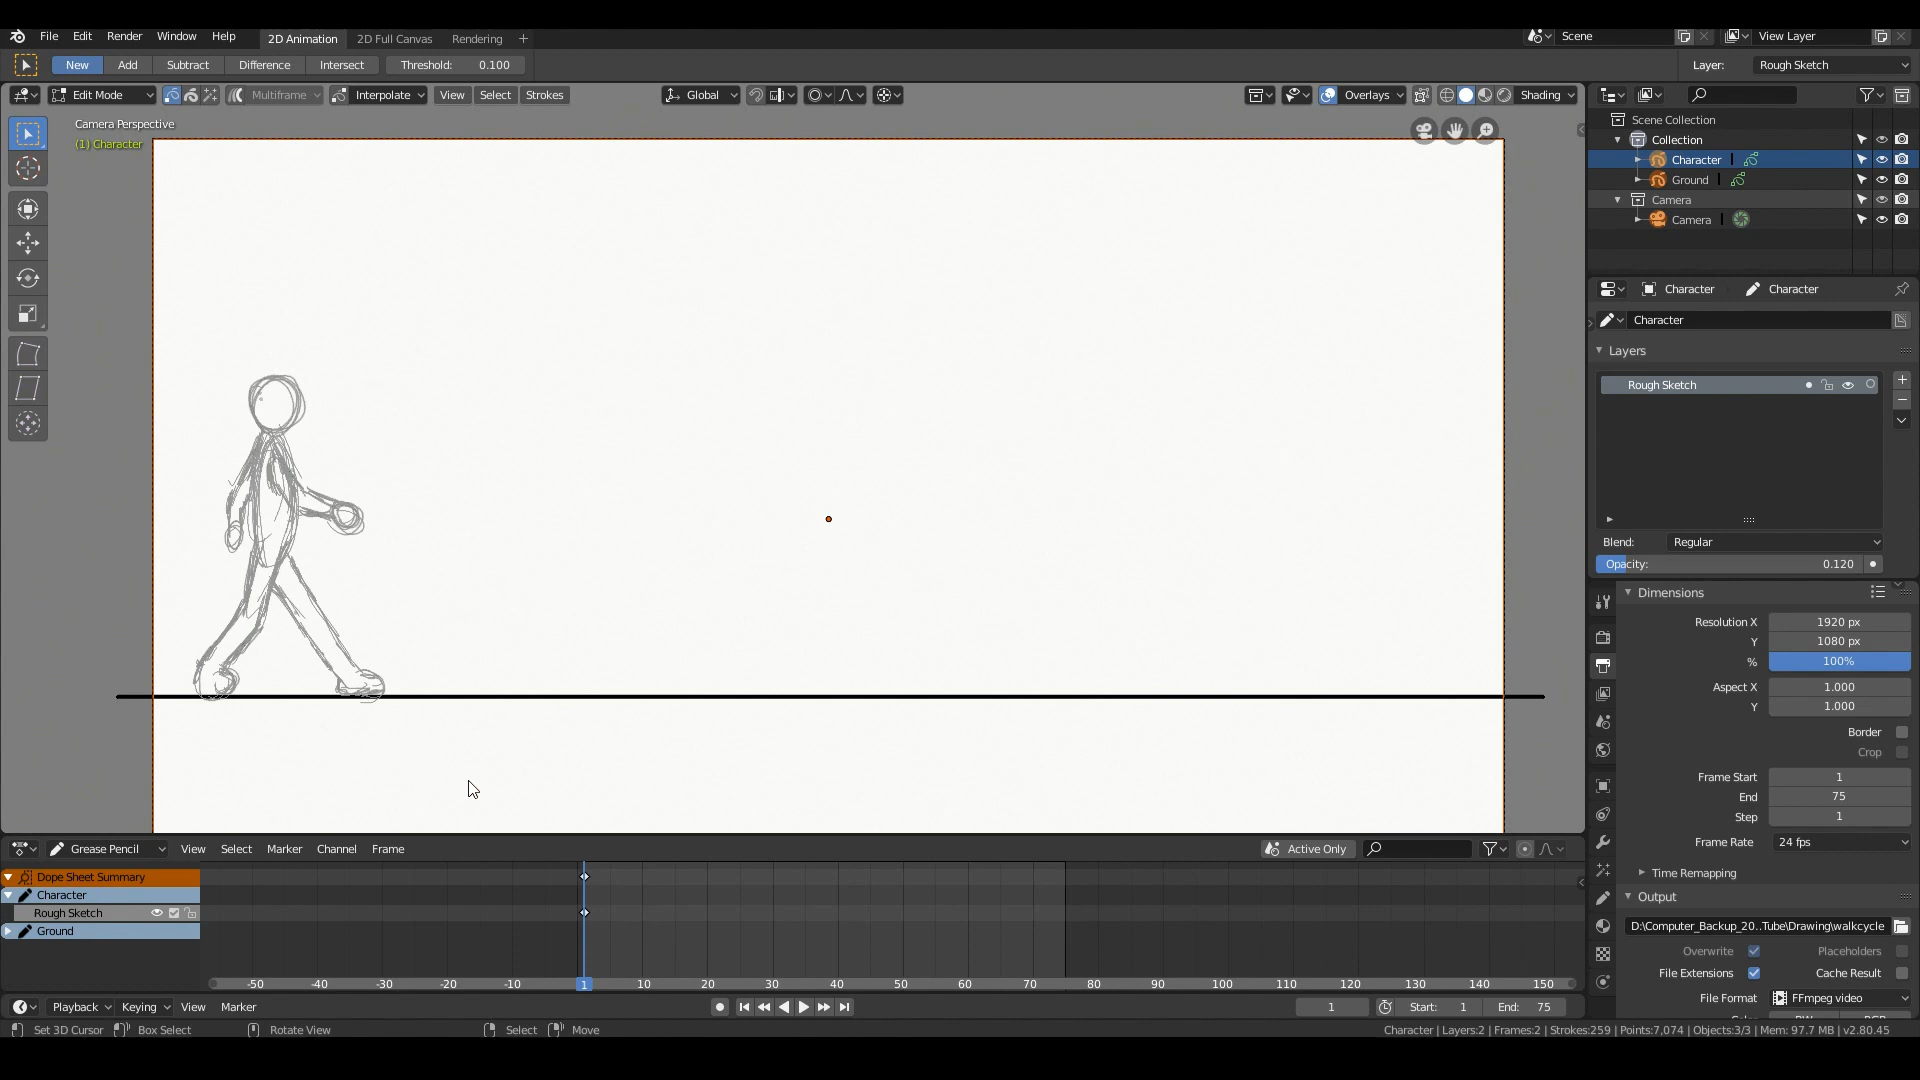 File Edit Render Window Help 2D Animation 2D Full Canvas Rendering + Scene View Layer
New Add Subtract Difference Intersect Threshold: 0.100 Layer: Rough Sketch
Edit Mode Multiframe Interpolate View Select Strokes Global Overlays Shading
Camera Perspective
(1) Character
Scene Collection
Collection
Character
Ground
Camera
Camera
Character Character
Character
Layers
Rough Sketch
Blend: Regular
Opacity: 0.120
Dimensions
Resolution X 1920 px
Y 1080 px
% 100%
Aspect X 1.000
Y 1.000
Border
Crop
Frame Start 1
End 75
Step 1
Frame Rate 24 fps
Time Remapping
Output
D:\Computer_Backup_20..Tube\Drawing\walkcycle
Overwrite Placeholders
File Extensions Cache Result
File Format FFmpeg video
Grease Pencil View Select Marker Channel Frame Active Only
Dope Sheet Summary
Character
Rough Sketch
Ground
-50 -40 -30 -20 -10 1 10 20 30 40 50 60 70 80 90 100 110 120 130 140 150
Playback Keying View Marker 1 Start: 1 End: 75
Set 3D Cursor Box Select Rotate View Select Move Character | Layers:2 | Frames:2 | Strokes:259 | Points:7,074 | Objects:3/3 | Mem: 97.7 MB | v2.80.45